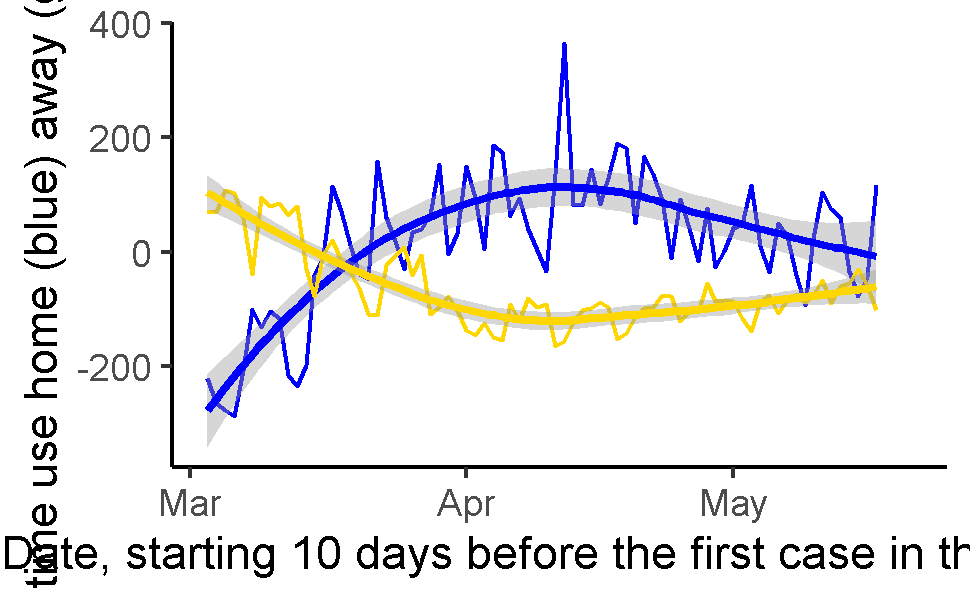 time use home (blue) away (
400
200
0
-200
Mar Apr May
Date, starting 10 days before the first case in th